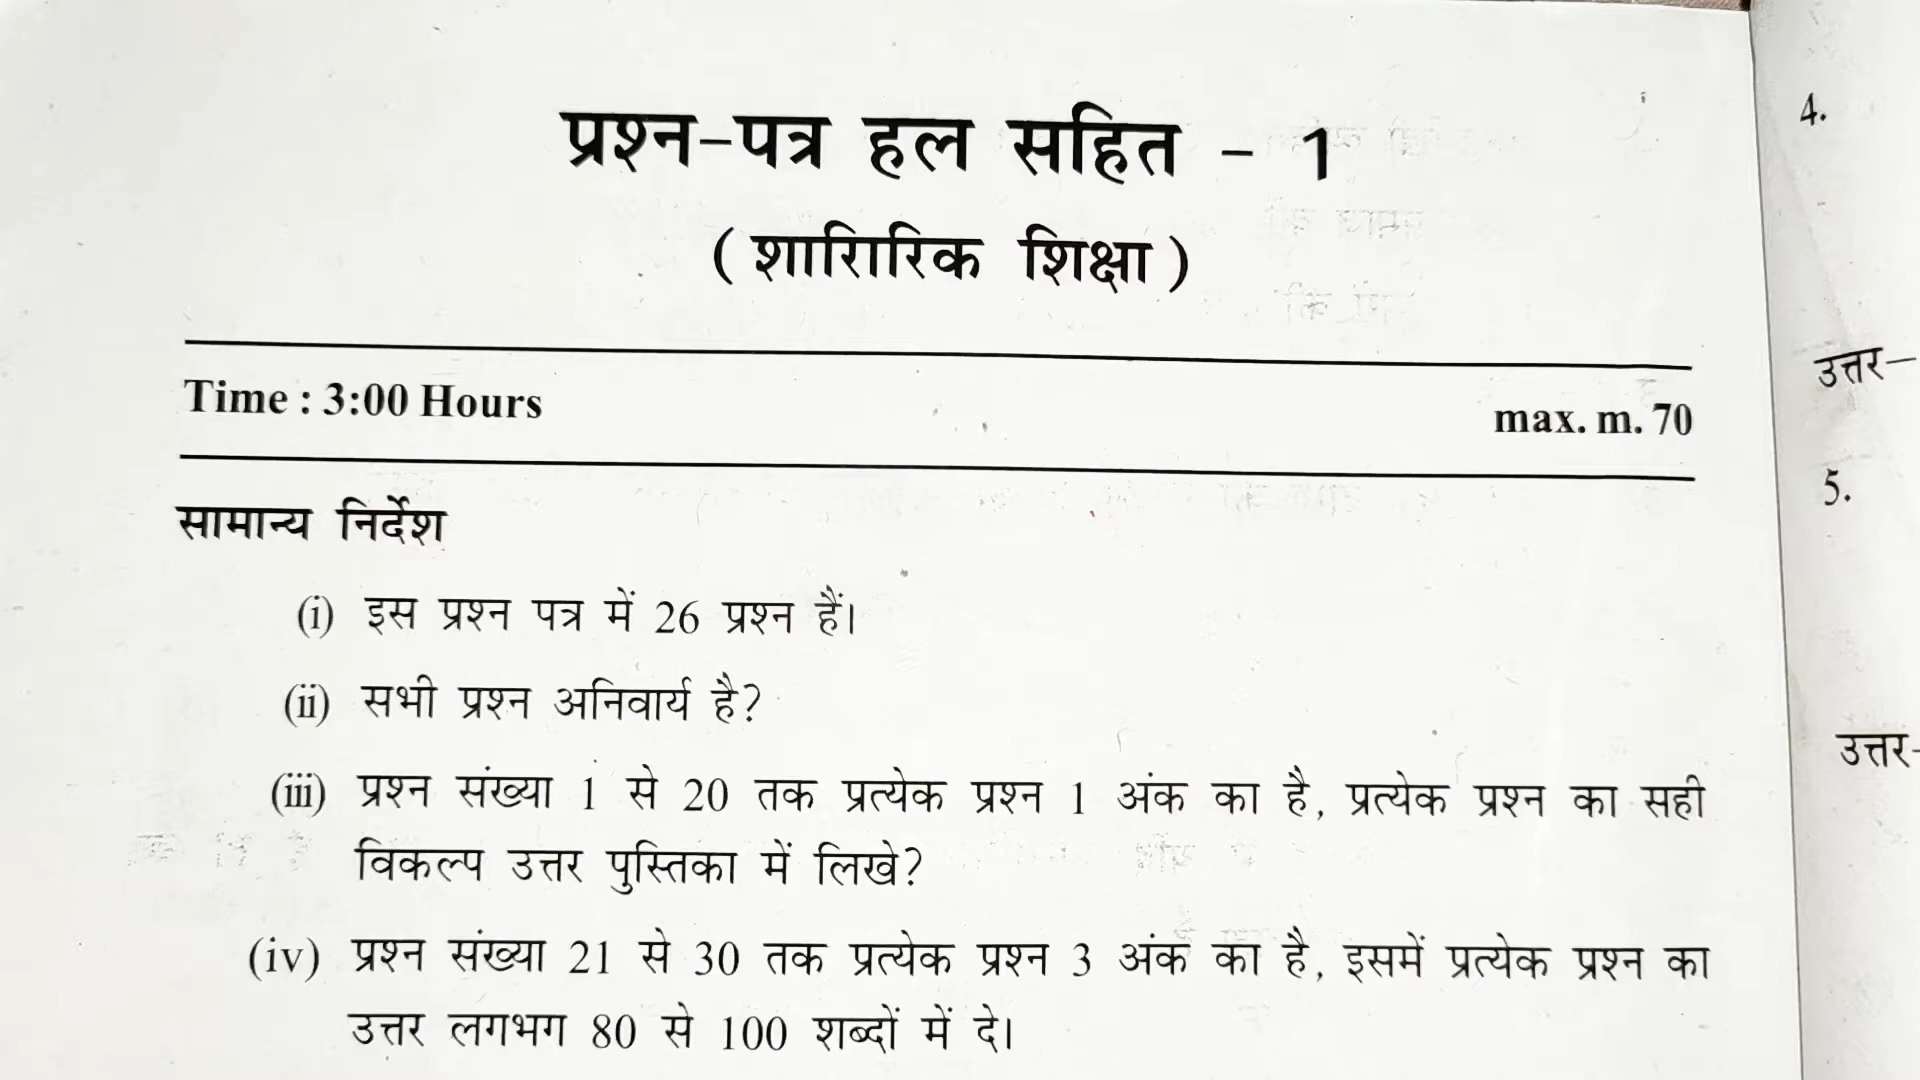 प्रश्न-पत्र हल सहित - 1
(शारिारिक शिक्षा)
Time : 3:00 Hours
max. m. 70
सामान्य निर्देश
(i) इस प्रश्न पत्र में 26 प्रश्न हैं।
(ii) सभी प्रश्न अनिवार्य है?
(iii) प्रश्न संख्या 1 से 20 तक प्रत्येक प्रश्न 1 अंक का है, प्रत्येक प्रश्न का सही
विकल्प उत्तर पुस्तिका में लिखे?
(iv) प्रश्न संख्या 21 से 30 तक प्रत्येक प्रश्न 3 अंक का है, इसमें प्रत्येक प्रश्न का
उत्तर लगभग 80 से 100 शब्दों में दे।
4.
उत्तर–
5.
उत्तर-